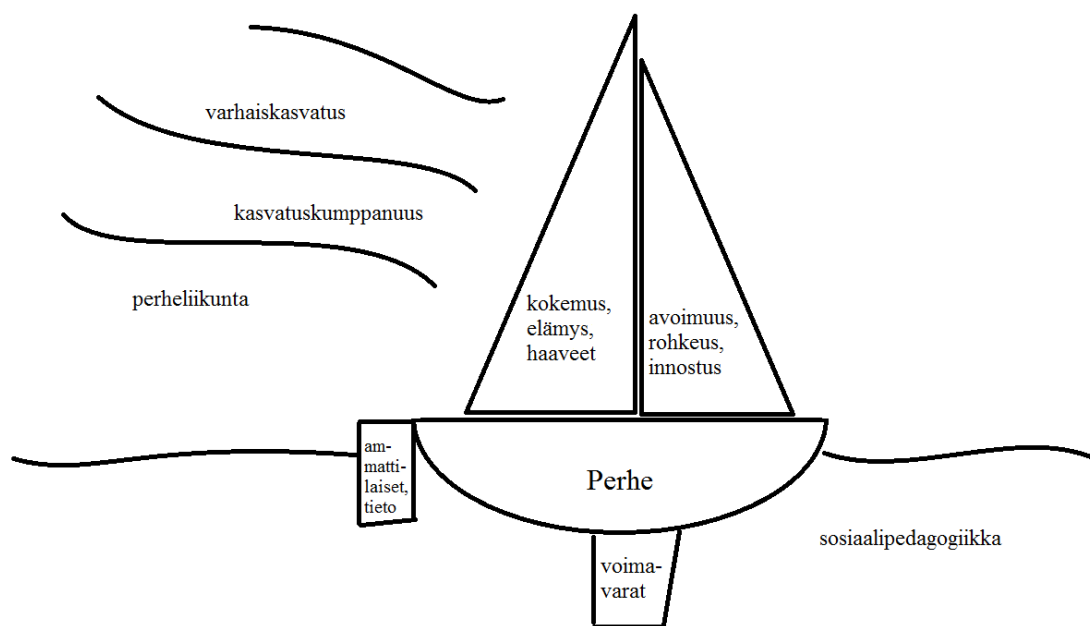 varhaiskasvatus
kasvatuskumppanuus
perheliikunta
kokemus,
elämys,
haaveet
avoimuus,
rohkeus,
innostus
am-
matti-
laiset,
tieto
Perhe
voima-
varat
sosiaalipedagogiikka